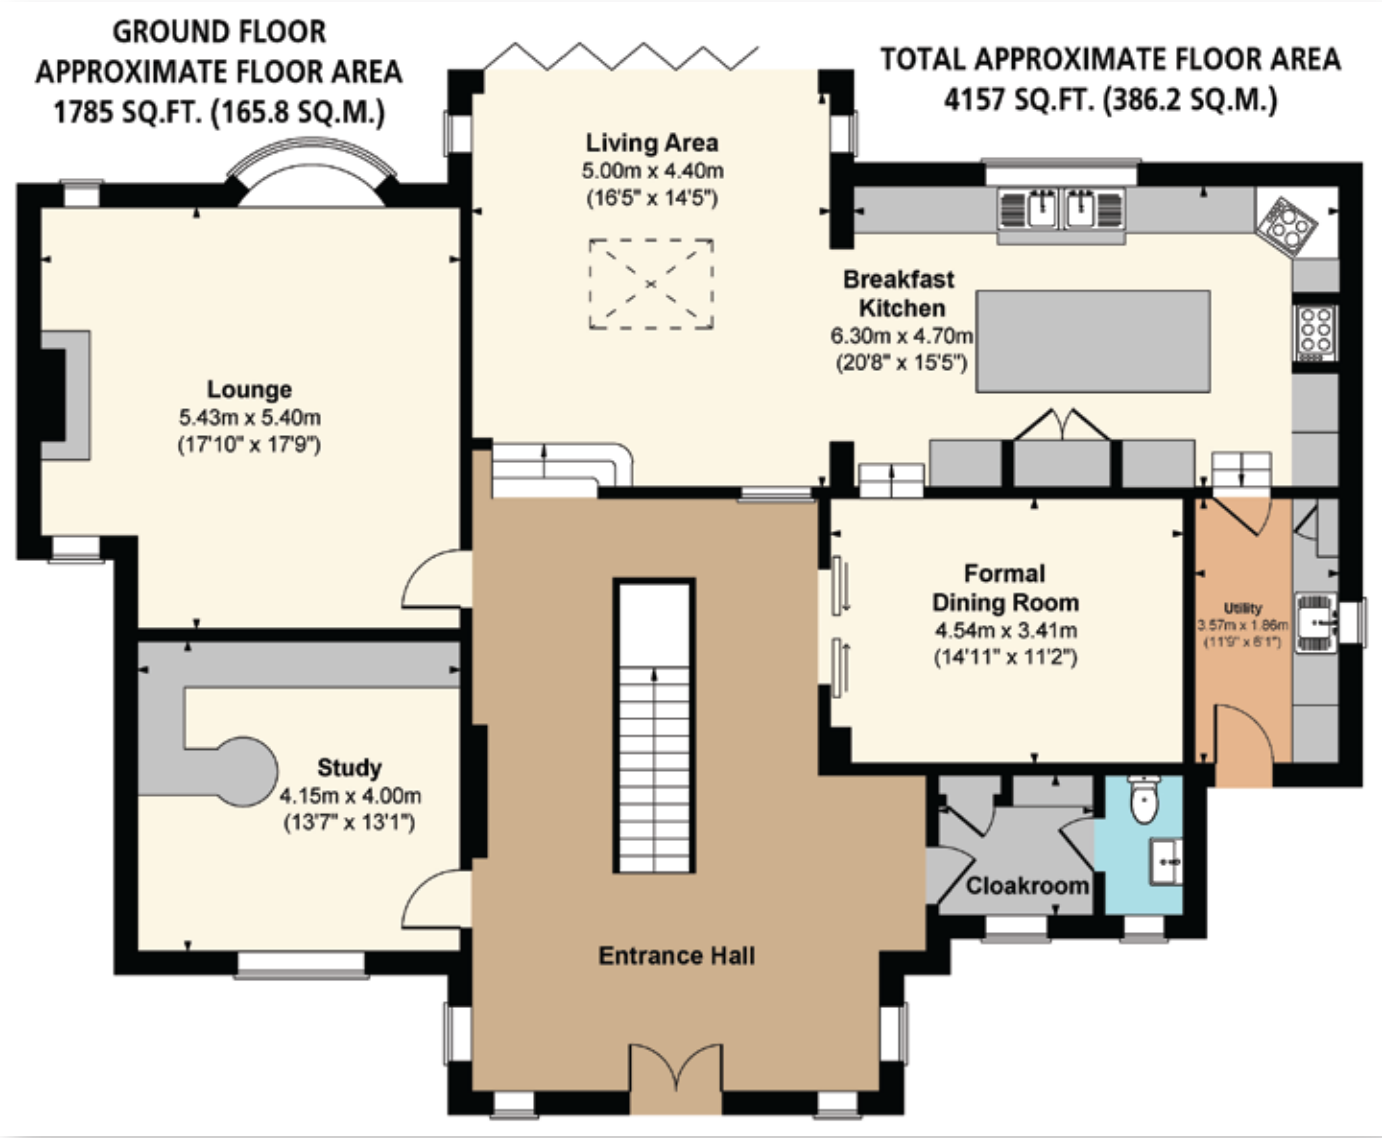 GROUND FLOOR
APPROXIMATE FLOOR AREA
1785 SQ.FT. (165.8 SQ.M.)
TOTAL APPROXIMATE FLOOR AREA
4157 SQ.FT. (386.2 SQ.M.)
Living Area
5.00m x 4.40m
(16'5" x 14'5")
Breakfast
Kitchen
6.30m x 4.70m
(20'8" x 15'5")
Lounge
5.43m x 5.40m
(17'10" x 17'9")
Formal
Dining Room
4.54m x 3.41m
(14'11" x 11'2")
Utility
3.57m x 1.86m
(11'9" x 6'1")
Study
4.15m x 4.00m
(13'7" x 13'1")
Cloakroom
Entrance Hall